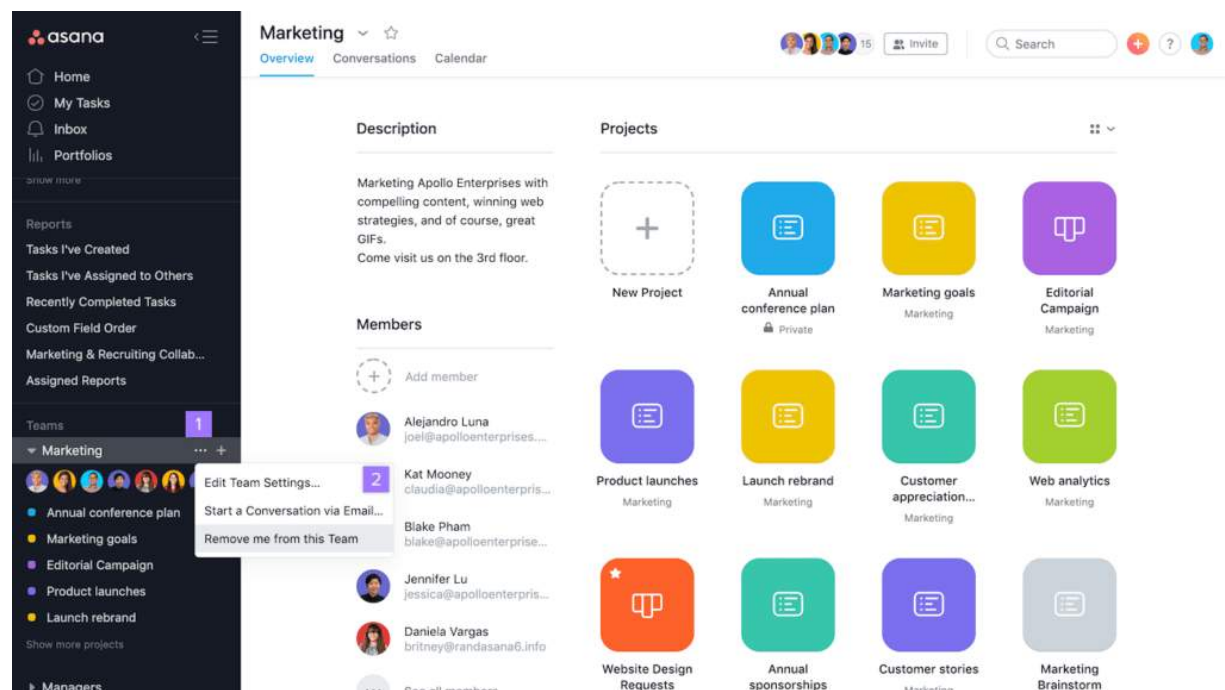 asana
Home
My Tasks
Inbox
Portfolios
Show more
Reports
Tasks I've Created
Tasks I've Assigned to Others
Recently Completed Tasks
Custom Field Order
Marketing & Recruiting Collab...
Assigned Reports
Teams
1
Marketing
Edit Team Settings...
2
Start a Conversation via Email...
Remove me from this Team
Annual conference plan
Marketing goals
Editorial Campaign
Product launches
Launch rebrand
Show more projects
Managers
Marketing
Overview Conversations Calendar
15
Invite
Search
?
Description
Marketing Apollo Enterprises with
compelling content, winning web
strategies, and of course, great
GIFs.
Come visit us on the 3rd floor.
Members
Add member
Alejandro Luna
joel@apolloenterprises....
Kat Mooney
claudia@apolloenterpris...
Blake Pham
blake@apolloenterprise...
Jennifer Lu
jessica@apolloenterpris...
Daniela Vargas
britney@randasana6.info
See all members
Projects
New Project
Annual
conference plan
Private
Marketing goals
Marketing
Editorial
Campaign
Marketing
Product launches
Marketing
Launch rebrand
Marketing
Customer
appreciation...
Marketing
Web analytics
Marketing
Website Design
Requests
Annual
sponsorships
Customer stories
Marketing
Marketing
Brainstorm